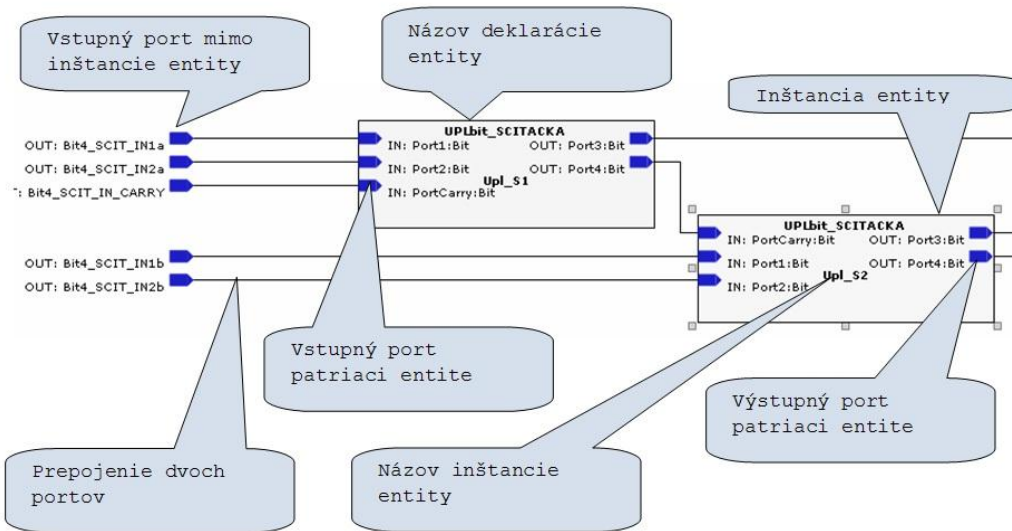 Vstupný port mimo
inštancie entity
Názov deklarácie
entity
Inštancia entity
UPLbit_SCITACKA
OUT: Bit4_SCIT_IN1a
IN: Port1:Bit
OUT: Port3:Bit
OUT: Bit4_SCIT_IN2a
IN: Port2:Bit
OUT: Port4:Bit
Upl_S1
: Bit4_SCIT_IN_CARRY
IN: PortCarry:Bit
UPLbit_SCITACKA
IN: PortCarry:Bit
OUT: Port3:Bit
OUT: Bit4_SCIT_IN1b
IN: Port1:Bit
OUT: Port4:Bit
OUT: Bit4_SCIT_IN2b
Upl_S2
IN: Port2:Bit
Vstupný port
patriaci entite
Výstupný port
patriaci entite
Prepojenie dvoch
portov
Názov inštancie
entity